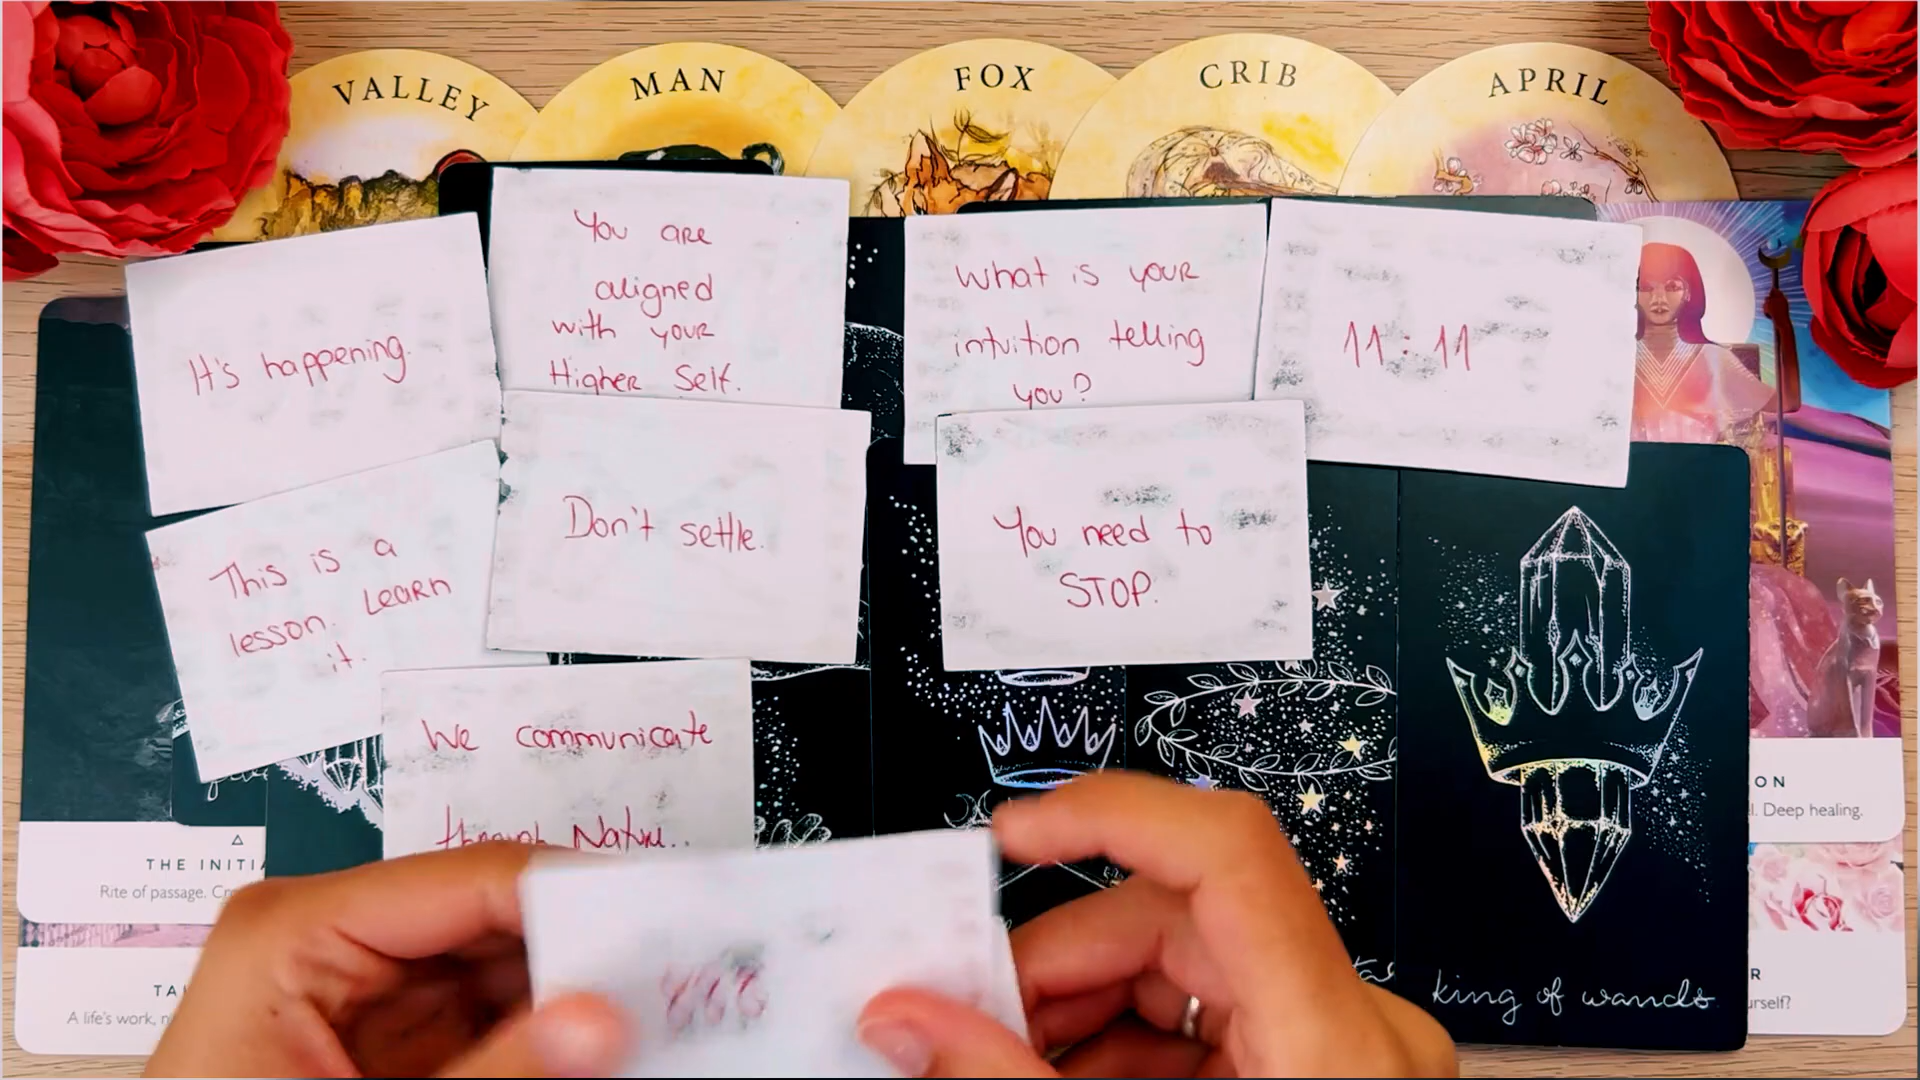 VALLEY
MAN
FOX
CRIB
APRIL
It's happening.
You are
aligned
with your
Higher Self.
What is your
intuition telling
you?
11:11
This is a
lesson. Learn
it.
Don't settle.
You need to
STOP.
We communicate
through Nature..
THE INITIA
Rite of passage.
TA
A life's work,
ON
Deep healing.
R
urself?
king of wands